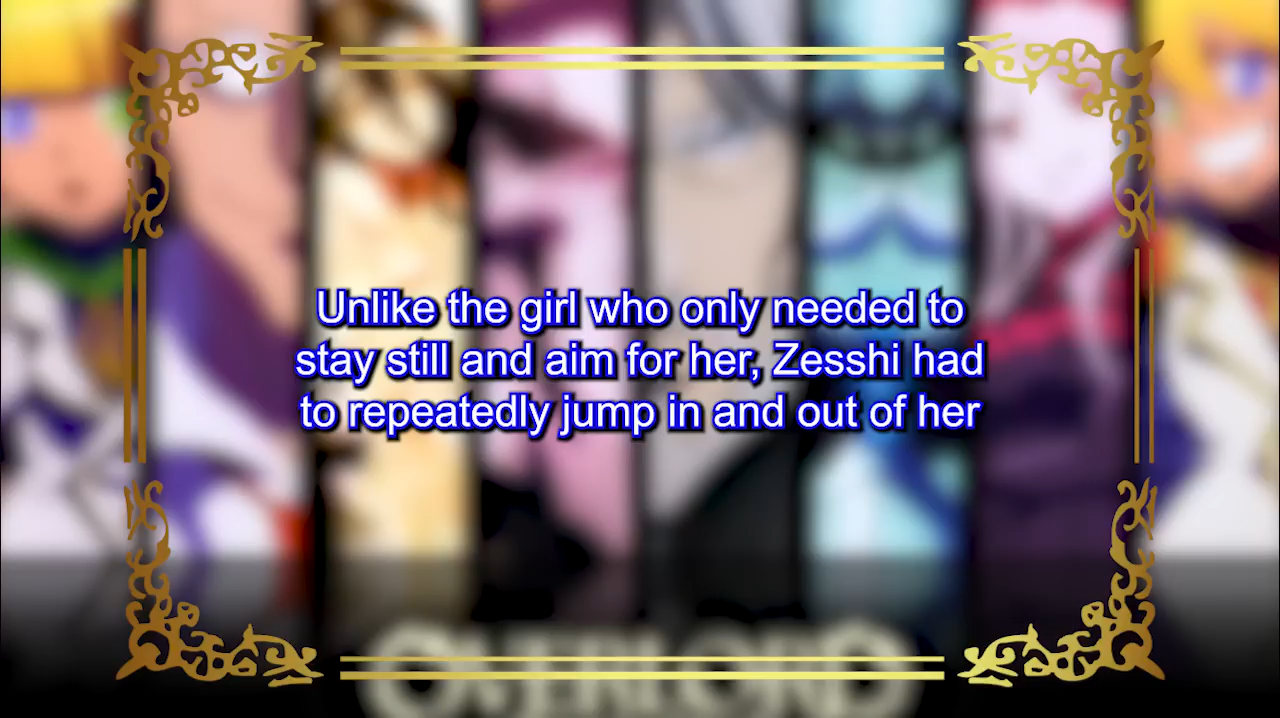 Unlike the girl who only needed to
stay still and aim for her, Zesshi had
to repeatedly jump in and out of her
OVERLORD